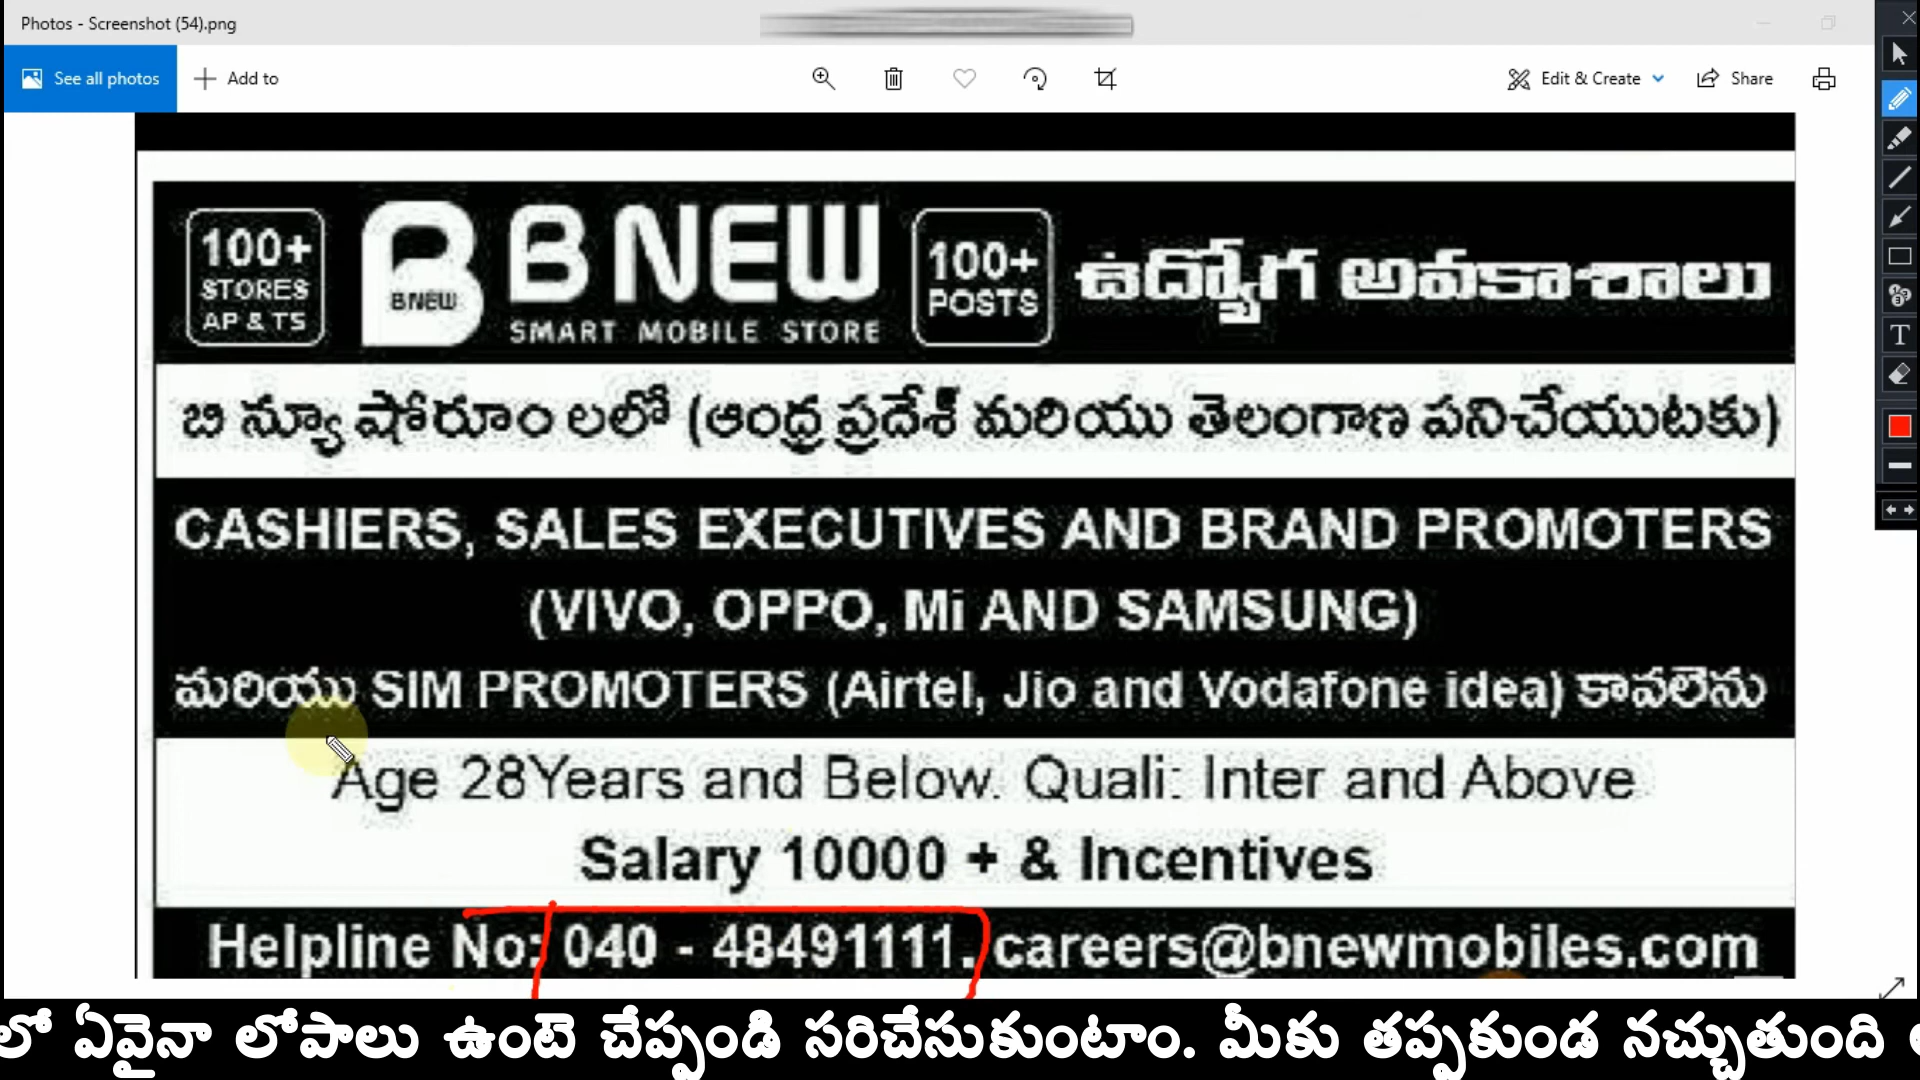 Photos - Screenshot (54).png
See all photos
Add to
Edit & Create
Share
100+
STORES
AP & TS
BNEW
B NEW
SMART MOBILE STORE
100+
POSTS
ఉద్యోగ అవకాశాలు
బి న్యూ షోరూం లలో (ఆంధ్ర ప్రదేశ్ మరియు తెలంగాణ పనిచేయుటకు)
CASHIERS, SALES EXECUTIVES AND BRAND PROMOTERS
(VIVO, OPPO, Mi AND SAMSUNG)
మరియు SIM PROMOTERS (Airtel, Jio and Vodafone idea) కావలెను
Age 28Years and Below. Quali: Inter and Above
Salary 10000 + & Incentives
Helpline No: 040 - 48491111. careers@bnewmobiles.com
లో ఏవైనా లోపాలు ఉంటె చేప్పండి సరిచేసుకుంటాం. మీకు తప్పకుండ నచ్చుతుంది